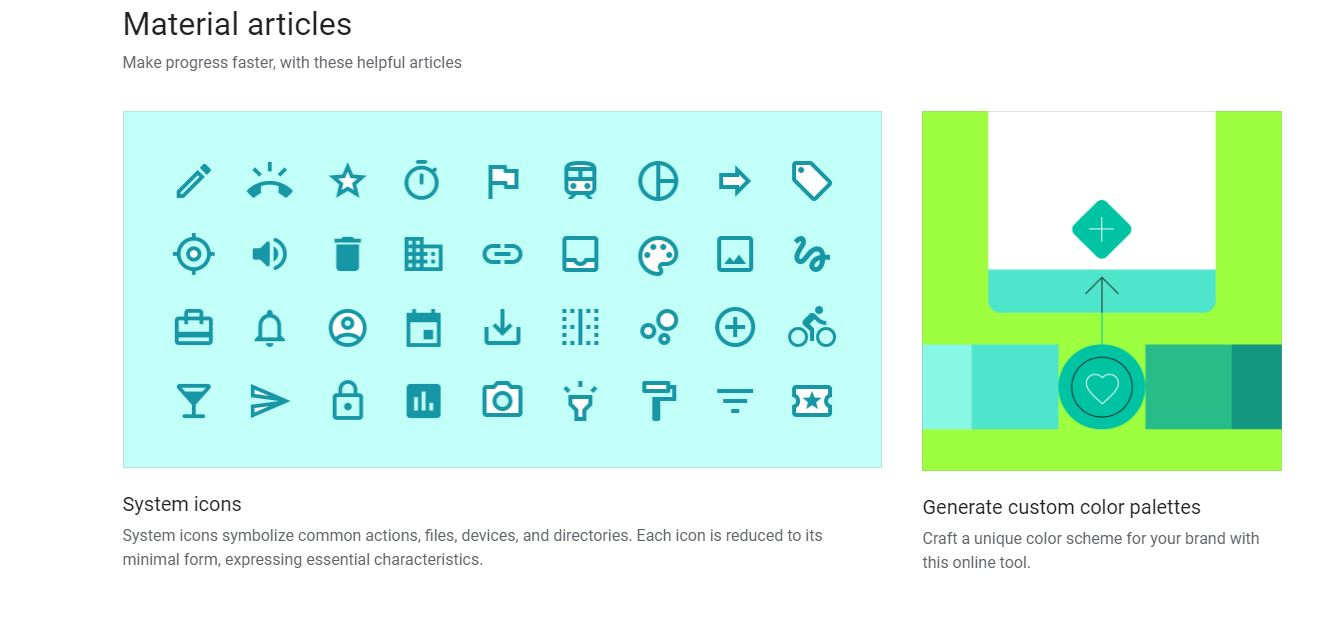 Material articles
Make progress faster, with these helpful articles
System icons
System icons symbolize common actions, files, devices, and directories. Each icon is reduced to its
minimal form, expressing essential characteristics.
Generate custom color palettes
Craft a unique color scheme for your brand with
this online tool.